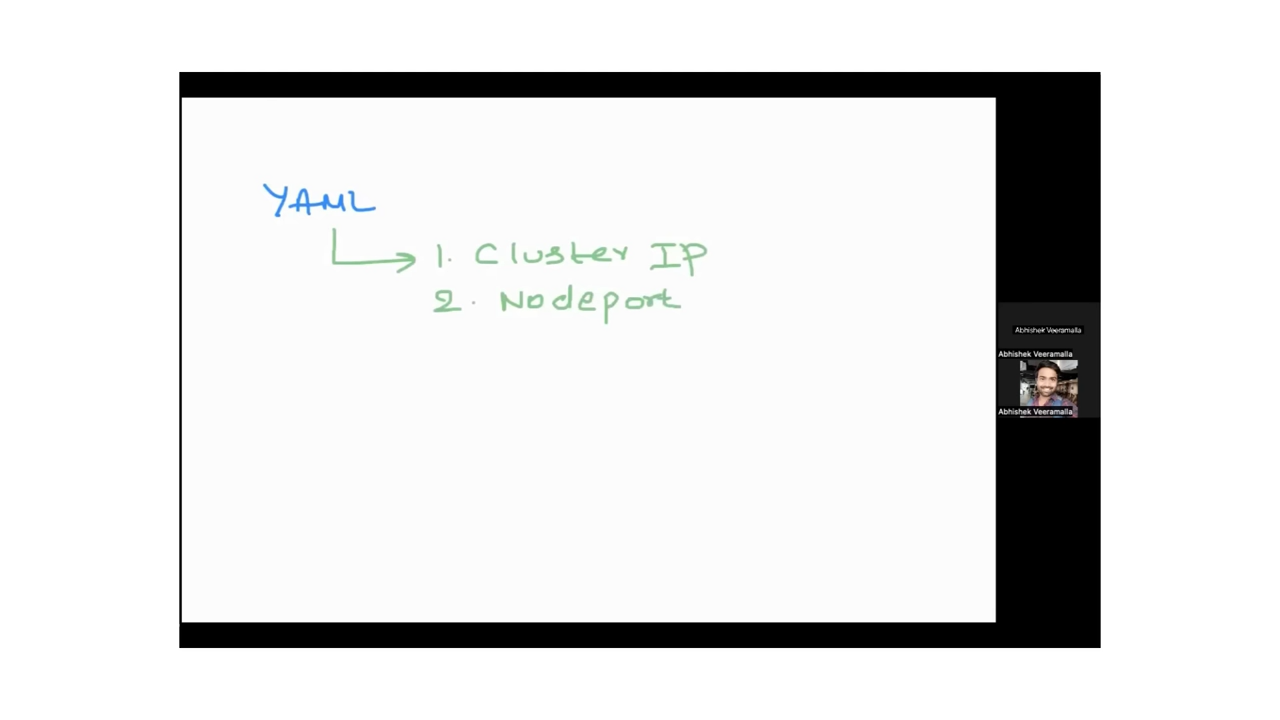 YAML
1. Cluster IP
2. Nodeport
Abhishek Veeramalla
Abhishek Veeramalla
Abhishek Veeramalla